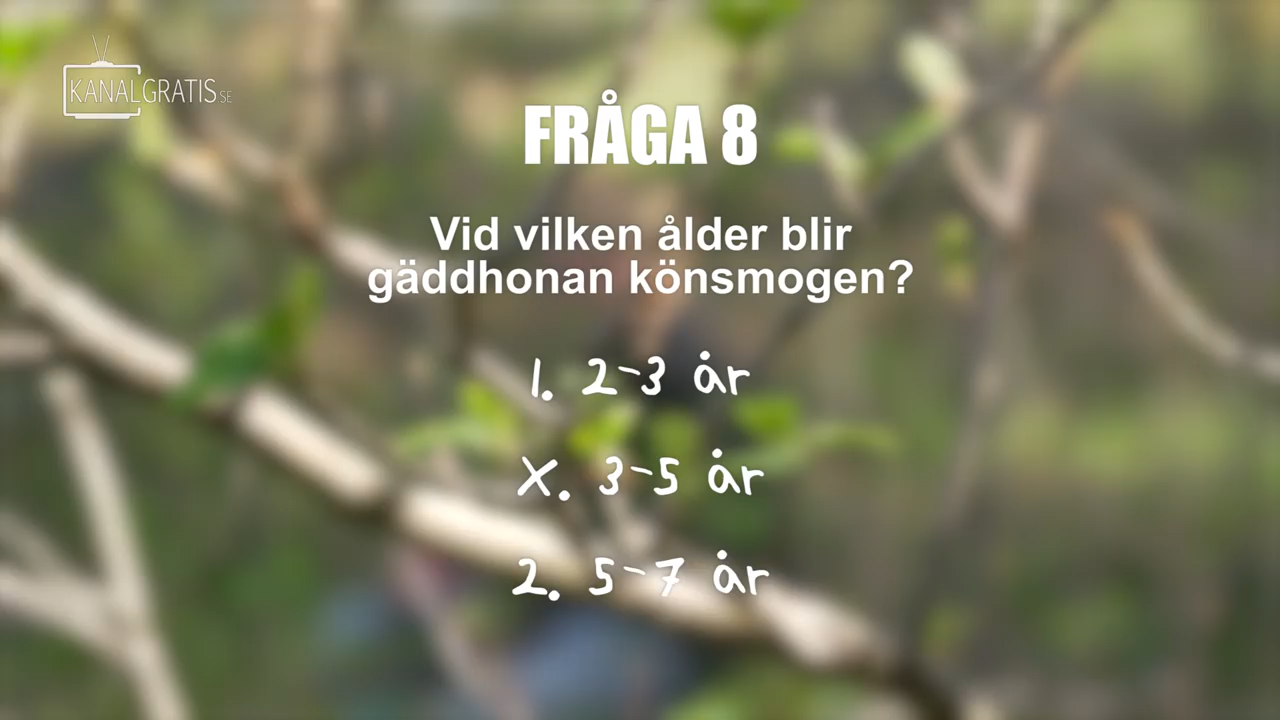 KANALGRATIS.SE
FRÅGA 8
Vid vilken ålder blir
gäddhonan könsmogen?
1. 2-3 år
X. 3-5 år
2. 5-7 år